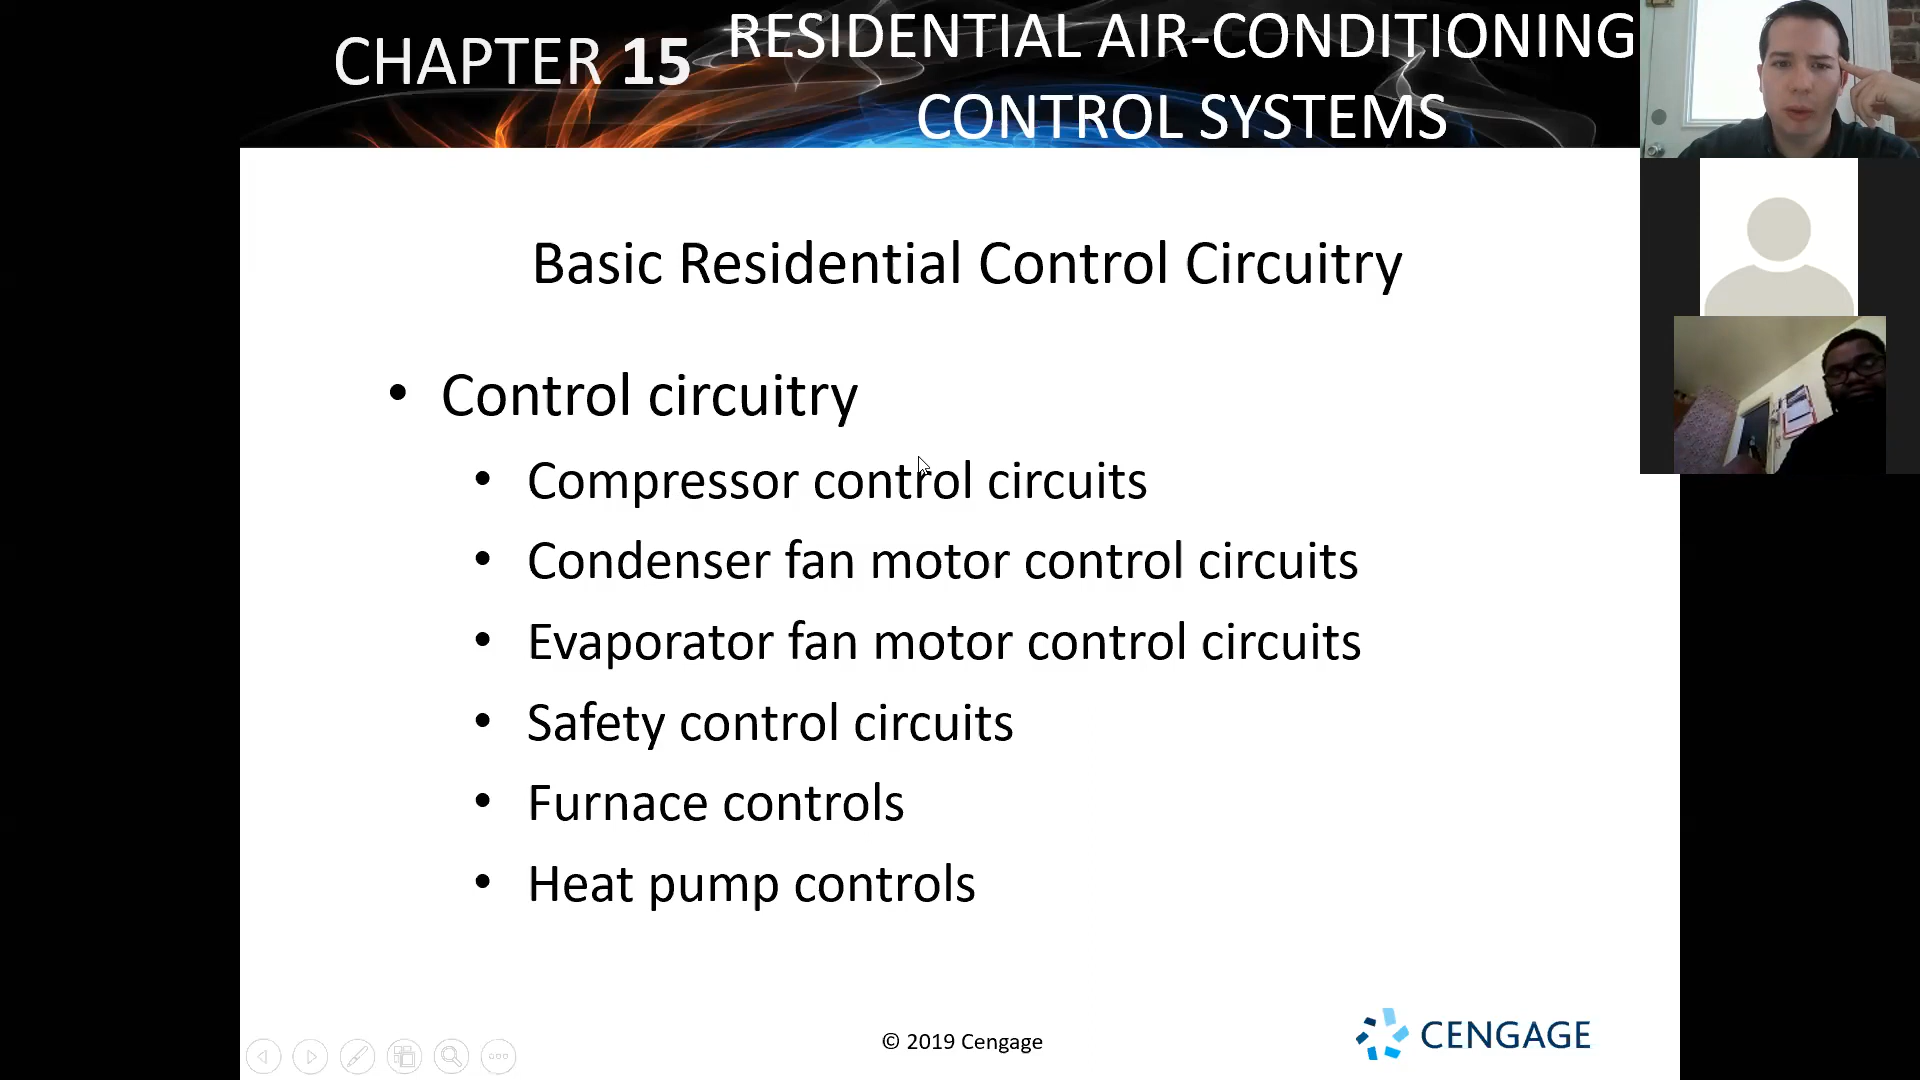 CHAPTER 15
RESIDENTIAL AIR-CONDITIONING
CONTROL SYSTEMS
Basic Residential Control Circuitry
• Control circuitry
• Compressor control circuits
• Condenser fan motor control circuits
• Evaporator fan motor control circuits
• Safety control circuits
• Furnace controls
• Heat pump controls
© 2019 Cengage
CENGAGE